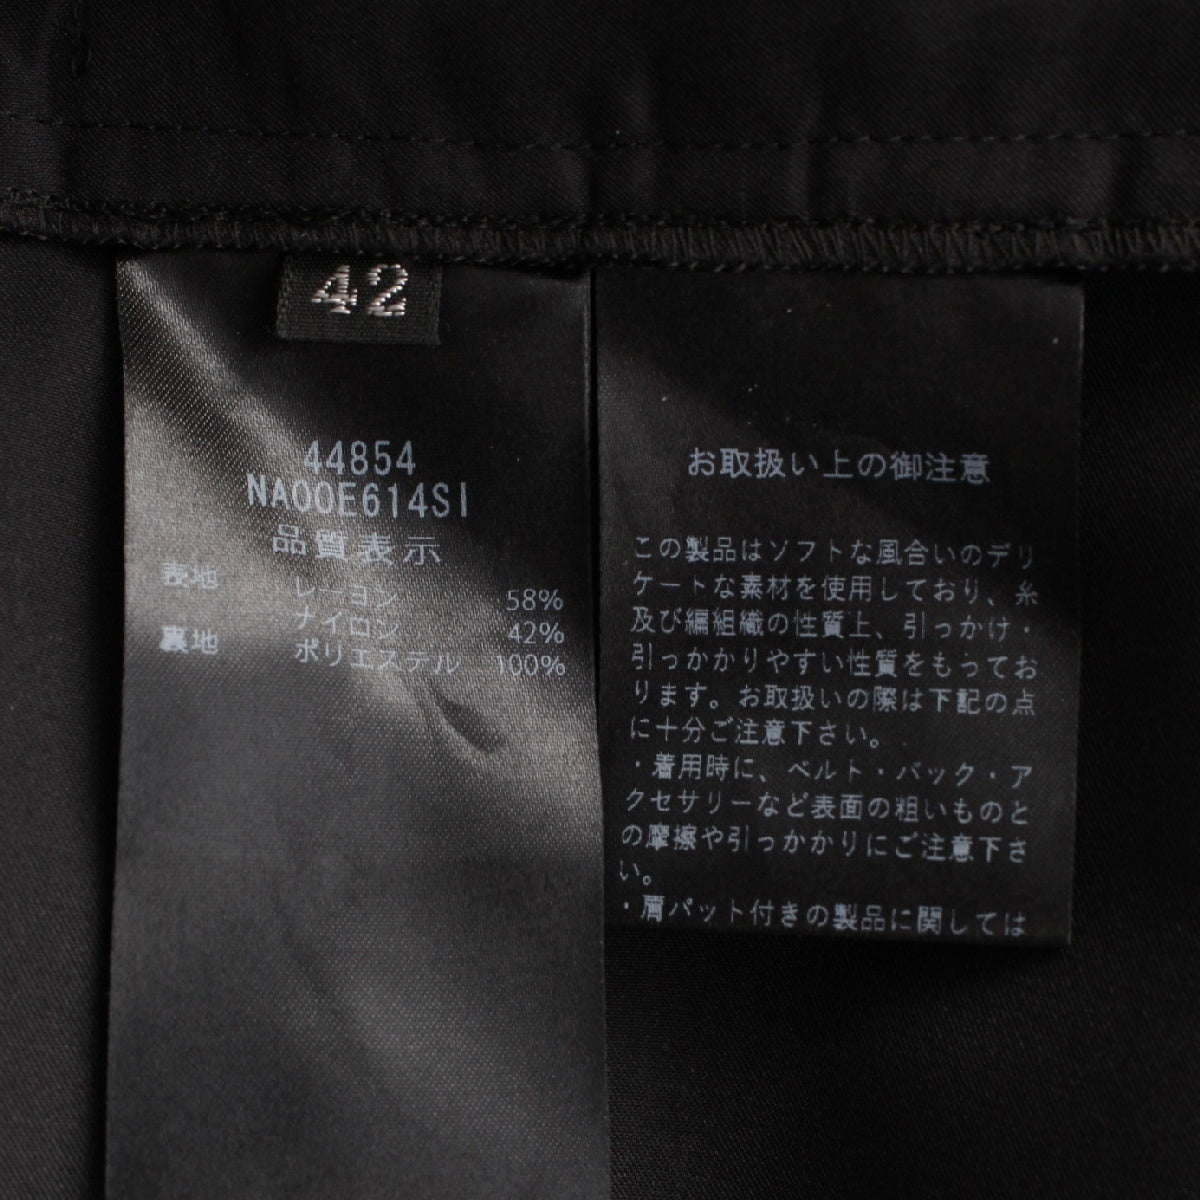 42
44854
NA00E614SI
品質表示
表地 レーヨン 58%
ナイロン 42%
裏地 ポリエステル 100%
お取扱い上の御注意
この製品はソフトな風合いのデリ
ケートな素材を使用しており、糸
及び編組織の性質上、引っかけ・
引っかかりやすい性質をもってお
ります。お取扱いの際は下記の点
に十分ご注意下さい。
・着用時に、ベルト・バック・ア
クセサリーなど表面の粗いものと
の摩擦や引っかかりにご注意下さ
い。
・肩パット付きの製品に関しては